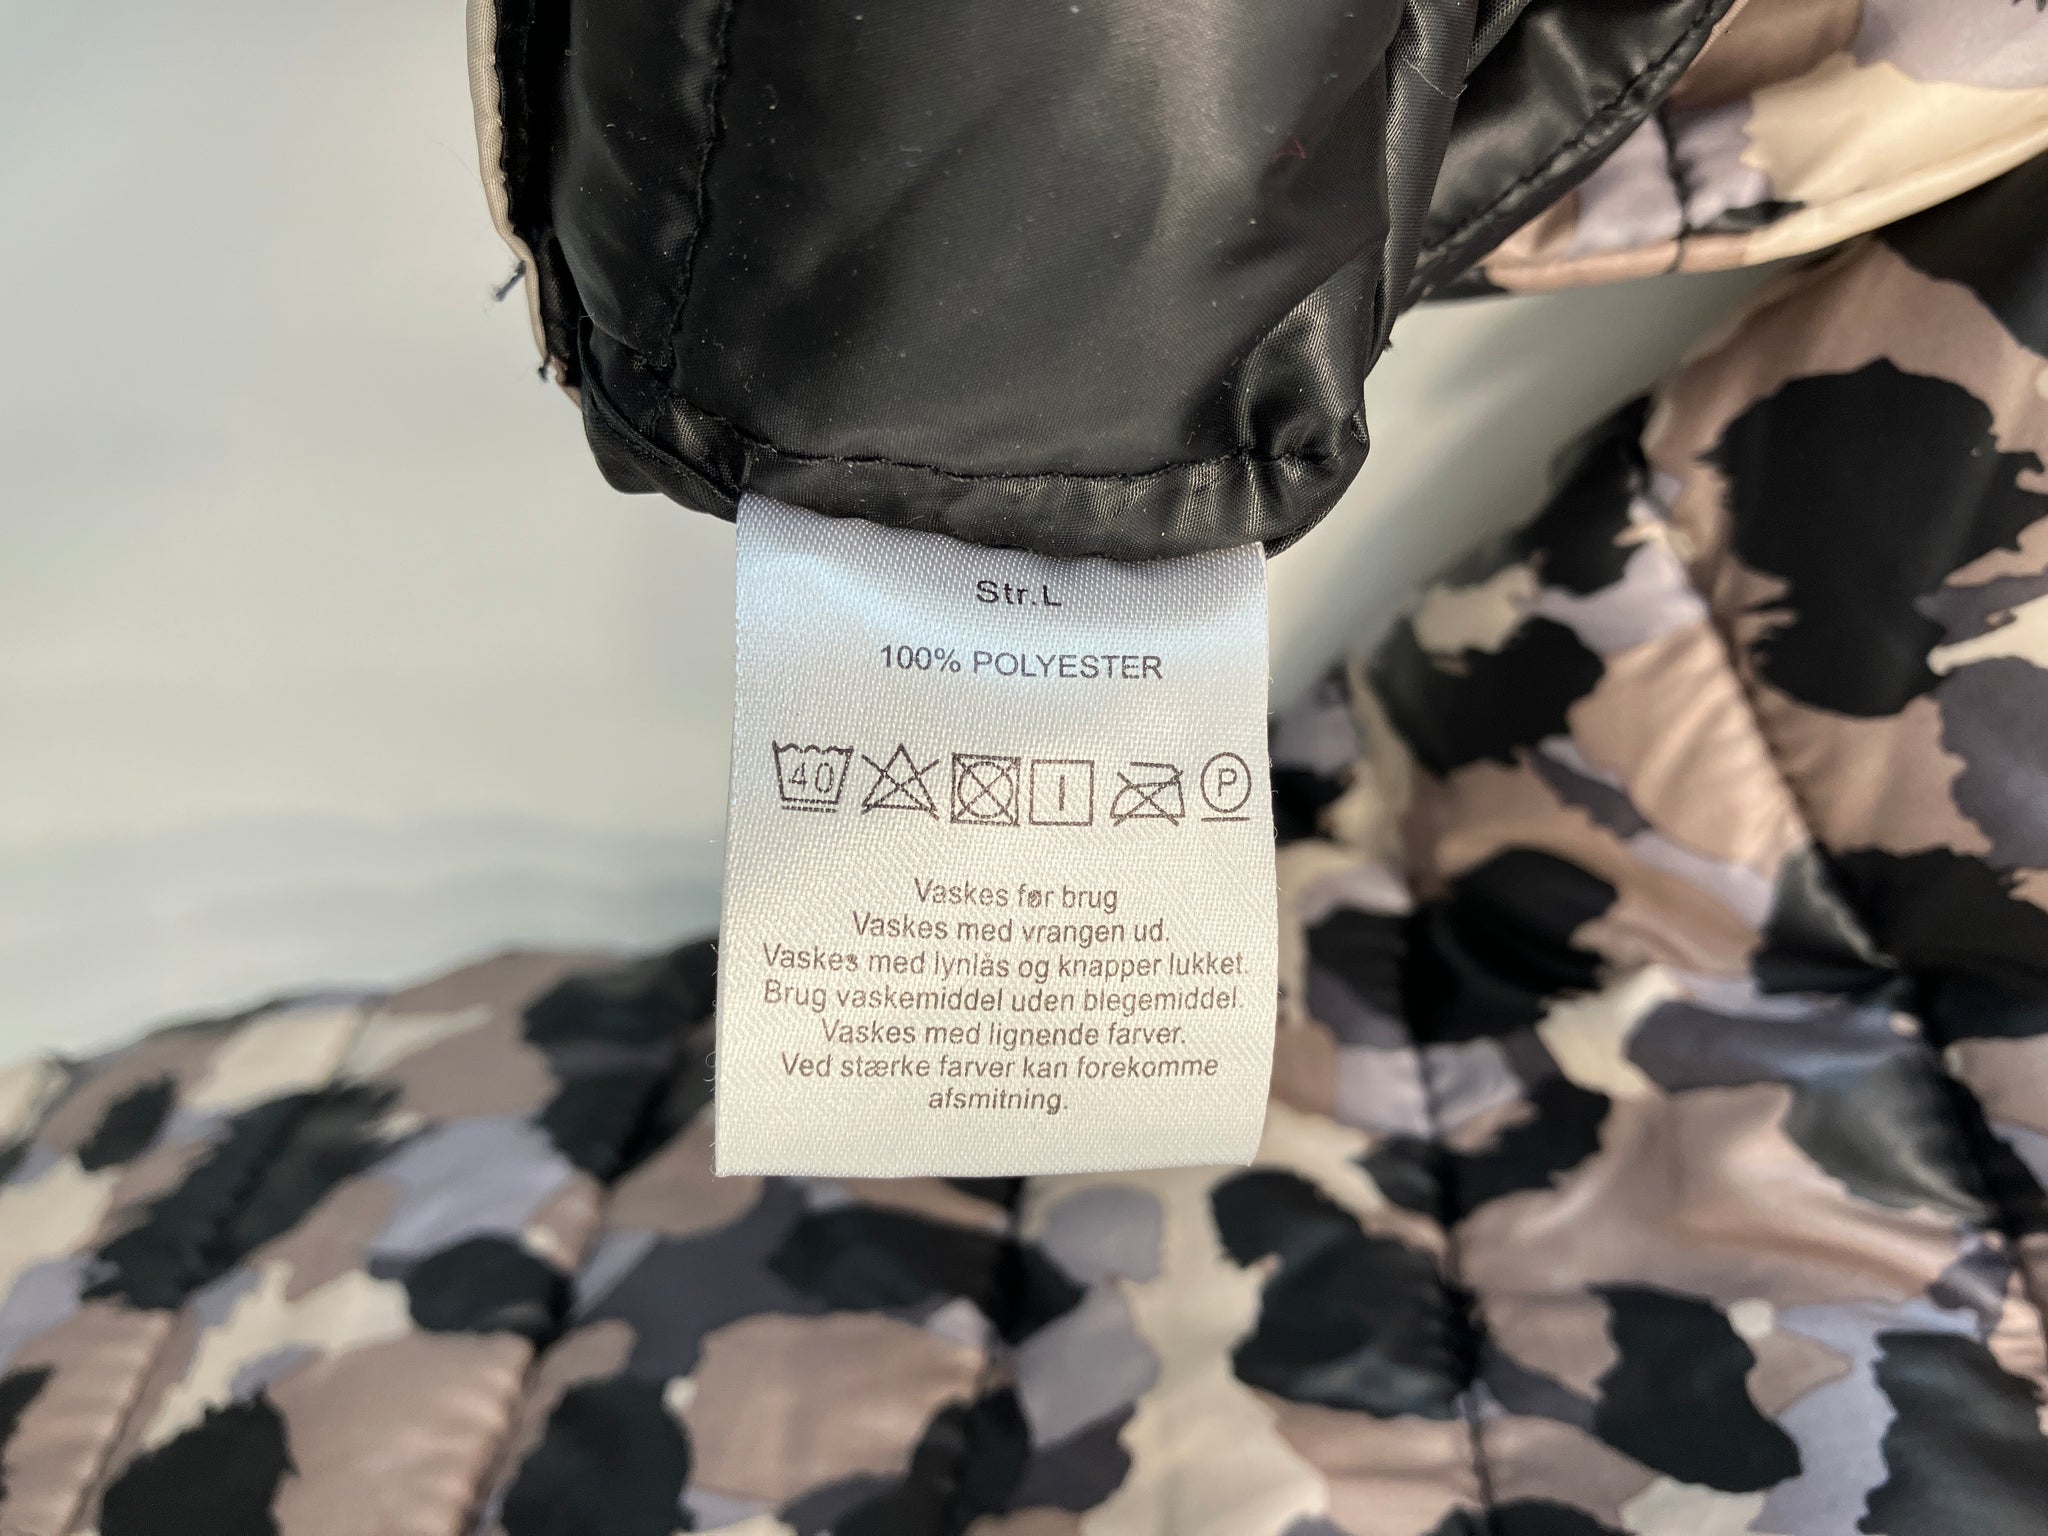 Str.L
100% POLYESTER
40 P
Vaskes før brug
Vaskes med vrangen ud.
Vaskes med lynlås og knapper lukket.
Brug vaskemiddel uden blegemiddel.
Vaskes med lignende farver.
Ved stærke farver kan forekomme
afsmitning.